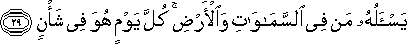 يَسْـَٔلُهُۥ مَن فِى ٱلسَّمَـٰوَٰتِ وَٱلْأَرْضِ ۚ كُلَّ يَوْمٍ هُوَ فِى شَأْنٍ ﴿٢٩﴾